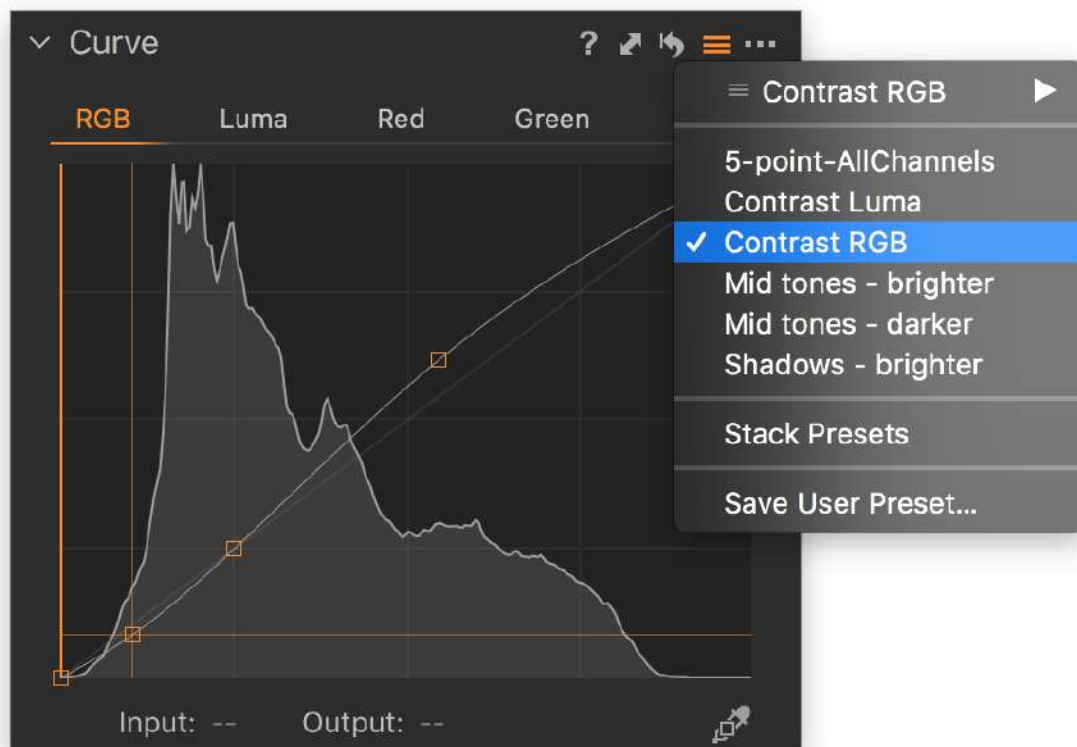 Curve
?
RGB Luma Red Green
Contrast RGB
5-point-AllChannels
Contrast Luma
Contrast RGB
Mid tones - brighter
Mid tones - darker
Shadows - brighter
Stack Presets
Save User Preset...
Input: -- Output: --